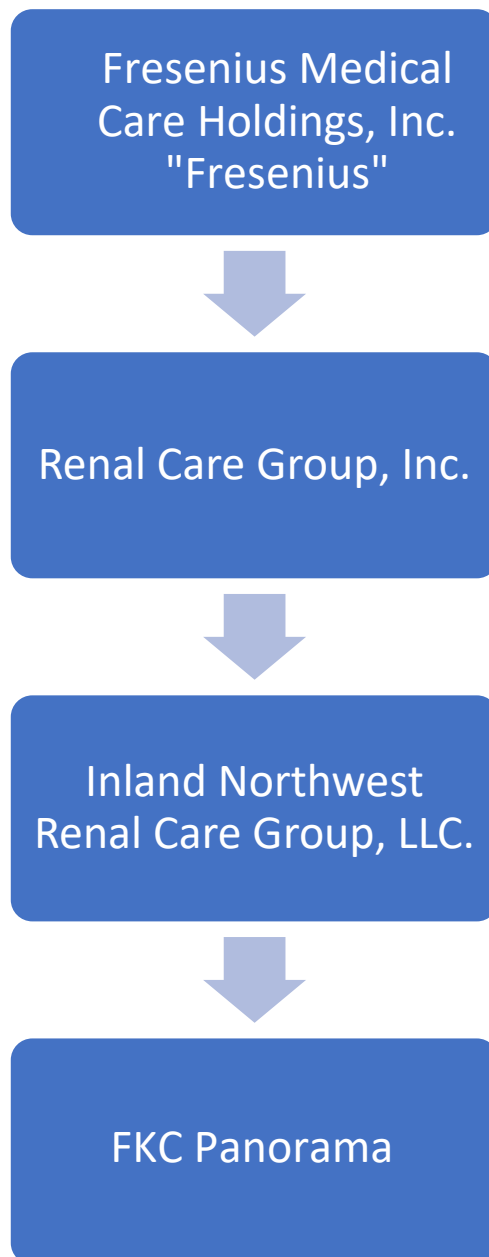 Fresenius Medical
Care Holdings, Inc.
"Fresenius"
Renal Care Group, Inc.
Inland Northwest
Renal Care Group, LLC.
FKC Panorama